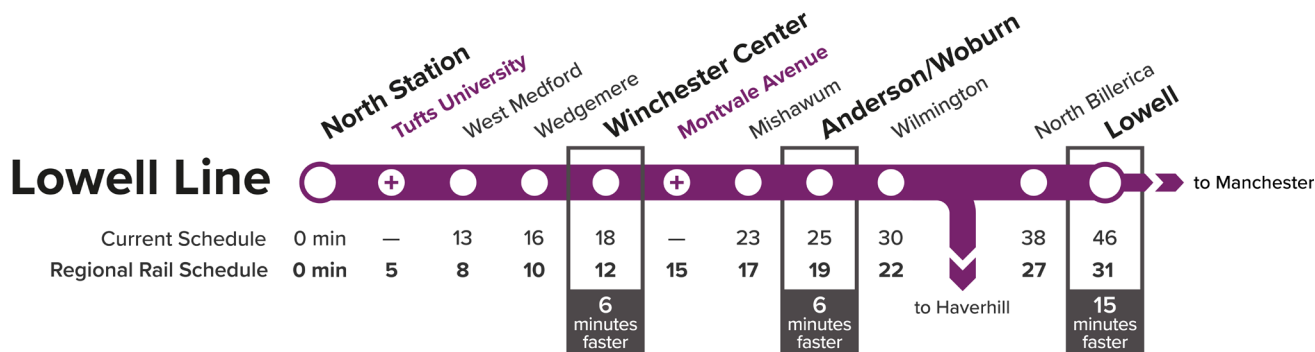 North Station
Tufts University
West Medford
Wedgemere
Winchester Center
Montvale Avenue
Mishawum
Anderson/Woburn
Wilmington
North Billerica
Lowell
Lowell Line
+ +
to Manchester
Current Schedule 0 min — 13 16 18 — 23 25 30 38 46
Regional Rail Schedule 0 min 5 8 10 12 15 17 19 22 27 31
6
minutes
faster
6
minutes
faster
to Haverhill
15
minutes
faster